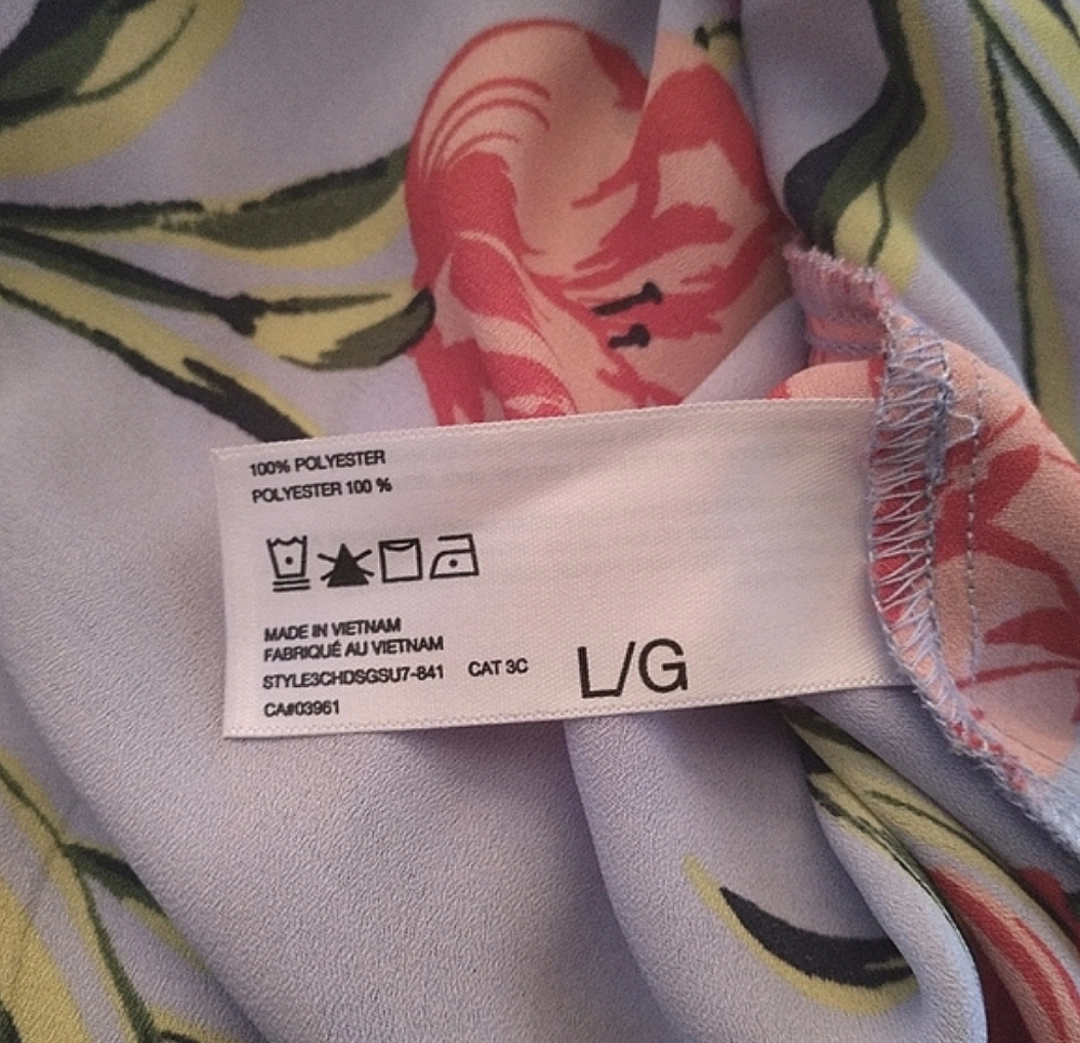 100% POLYESTER
POLYESTER 100 %
MADE IN VIETNAM
FABRIQUÉ AU VIETNAM
STYLE3CHDSGSU7-841 CAT 3C
L/G
CA#03961